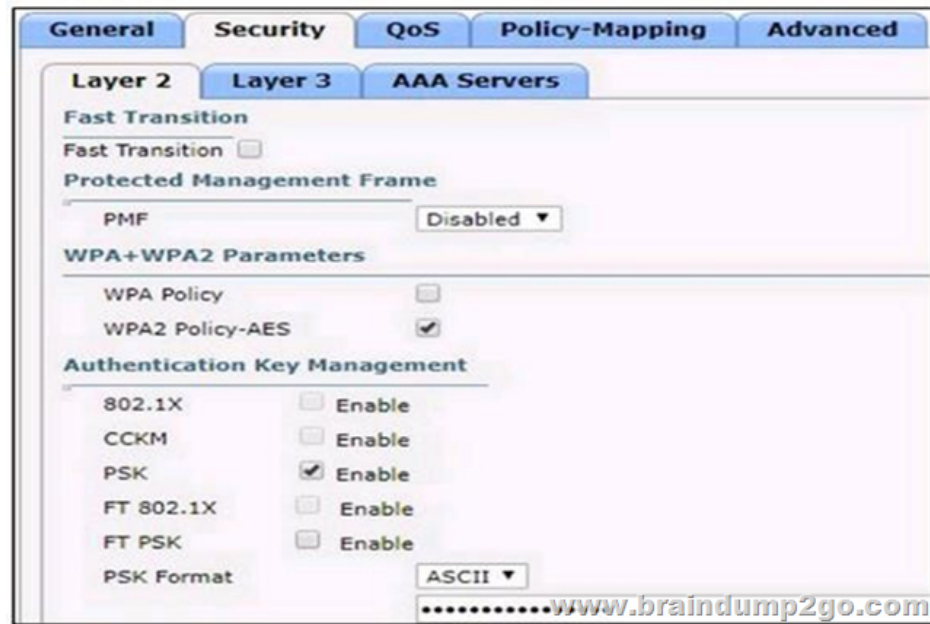 General Security QoS Policy-Mapping Advanced
Layer 2 Layer 3 AAA Servers
Fast Transition
Fast Transition
Protected Management Frame
PMF Disabled ▼
WPA+WPA2 Parameters
WPA Policy
WPA2 Policy-AES
Authentication Key Management
802.1X Enable
CCKM Enable
PSK Enable
FT 802.1X Enable
FT PSK Enable
PSK Format ASCII ▼
www.braindump2go.com